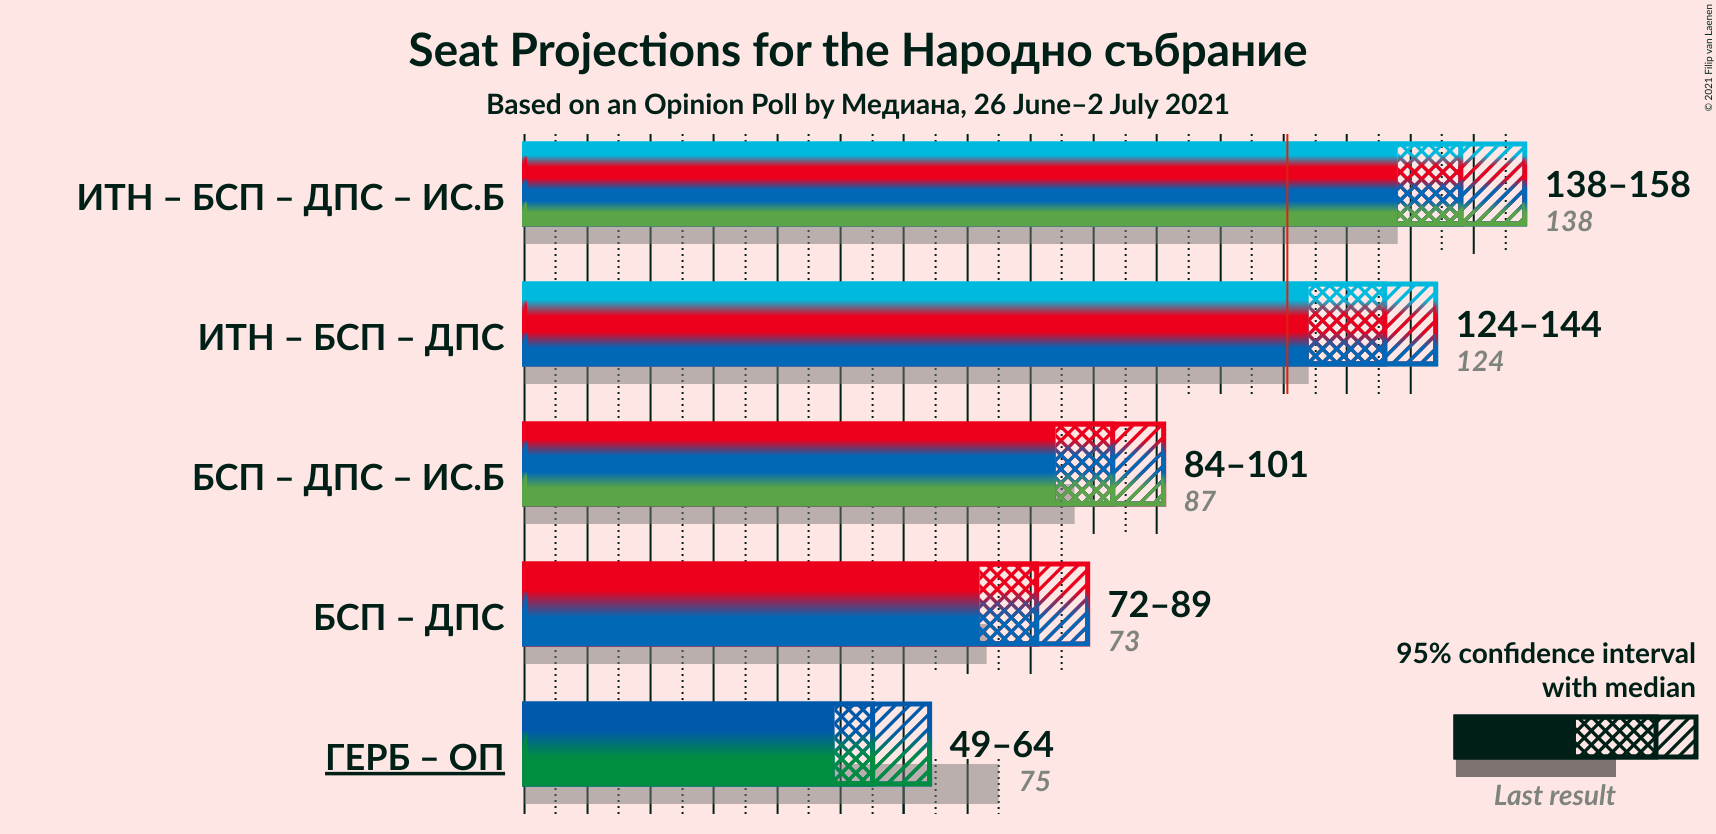 Seat Projections for the Народно събрание
Based on an Opinion Poll by Медиана, 26 June–2 July 2021
© 2021 Filip van Laenen
ИТН – БСП – ДПС – ИС.Б
138–158
138
ИТН – БСП – ДПС
124–144
124
БСП – ДПС – ИС.Б
84–101
87
БСП – ДПС
72–89
73
ГЕРБ – ОП
49–64
75
95% confidence interval
with median
Last result